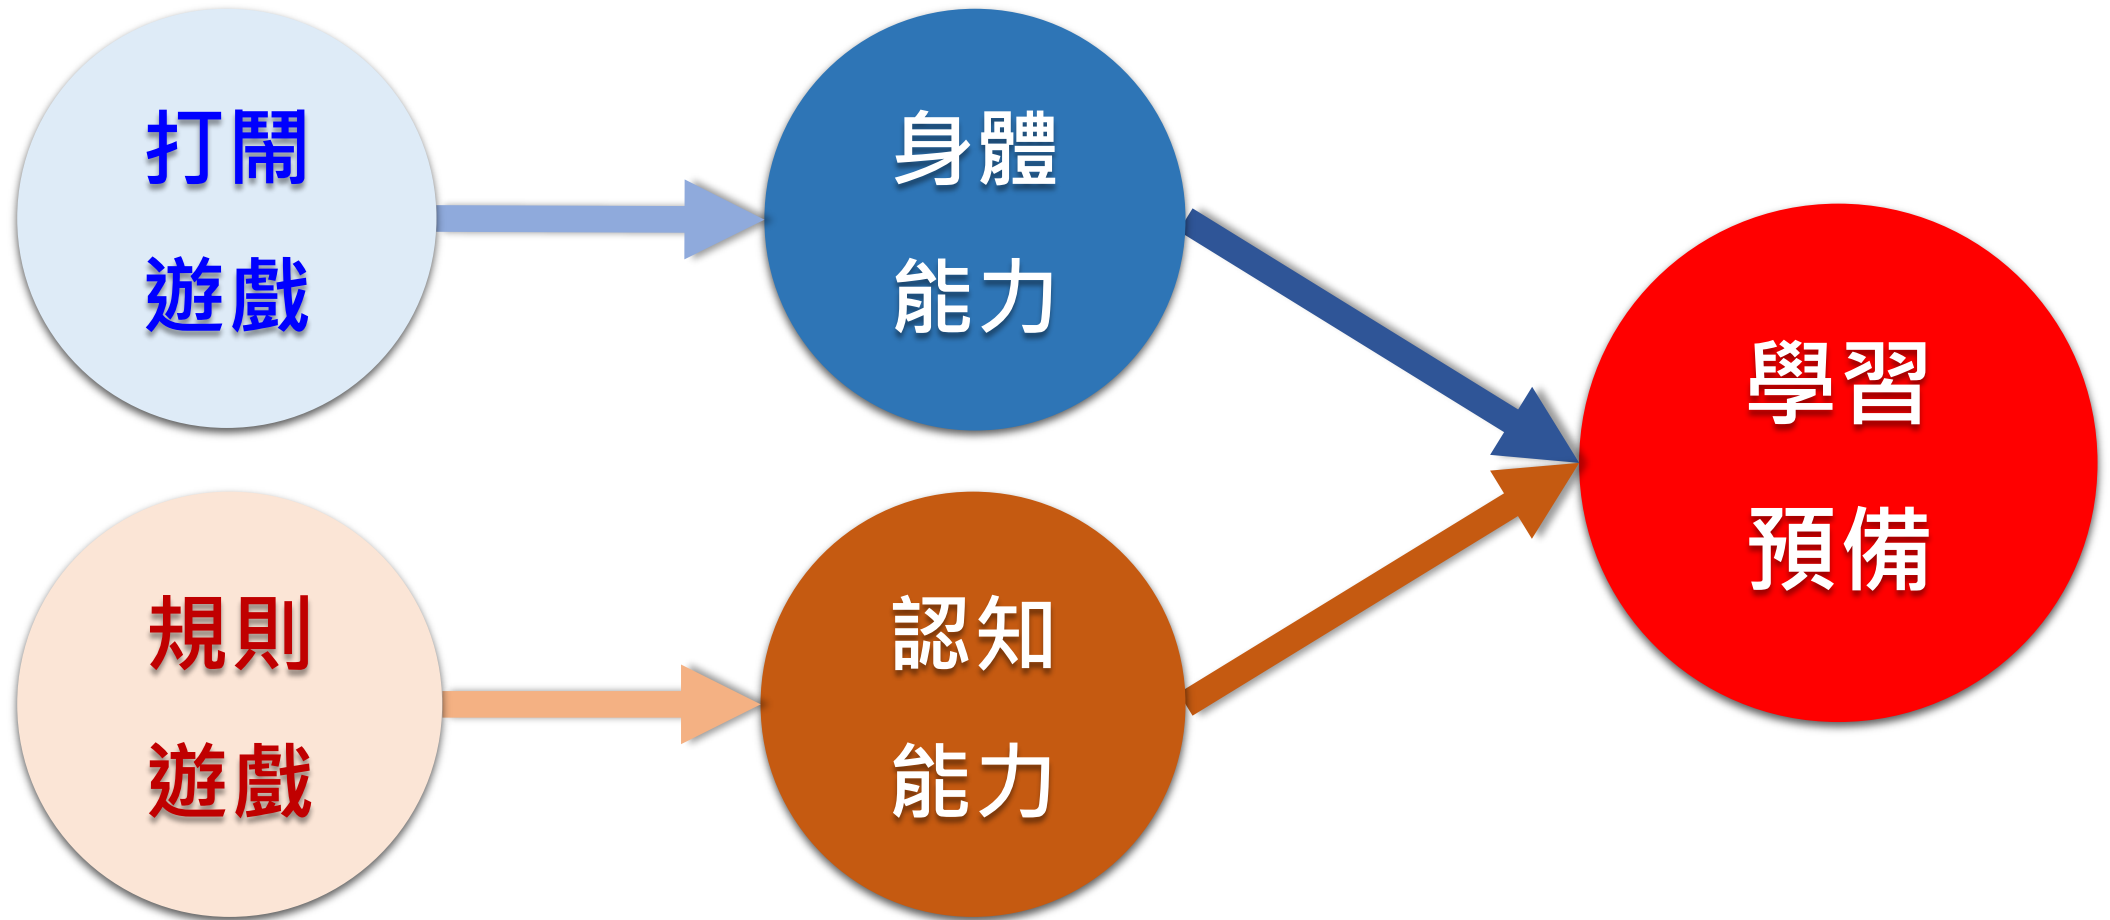 打鬧
遊戲
身體
能力
學習
預備
規則
遊戲
認知
能力